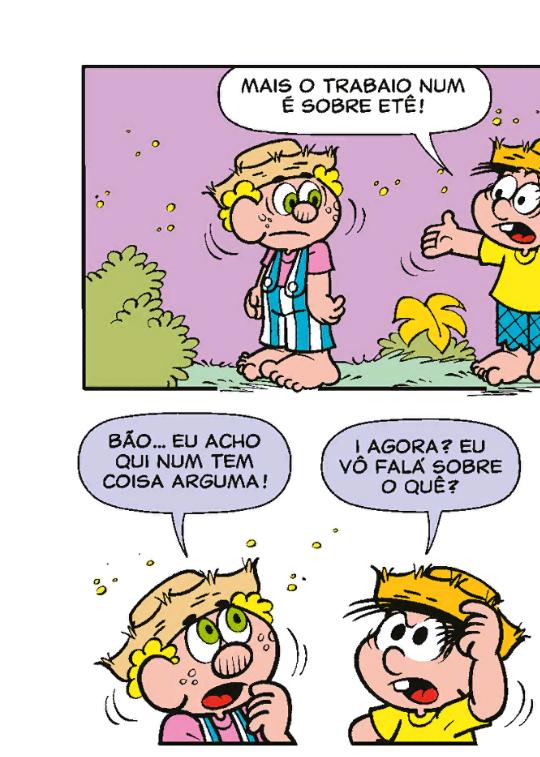 MAIS O TRABAIO NUM
É SOBRE ETÊ!
BÃO... EU ACHO
QUI NUM TEM
COISA ARGUMA!
I AGORA? EU
VÔ FALÁ SOBRE
O QUÊ?